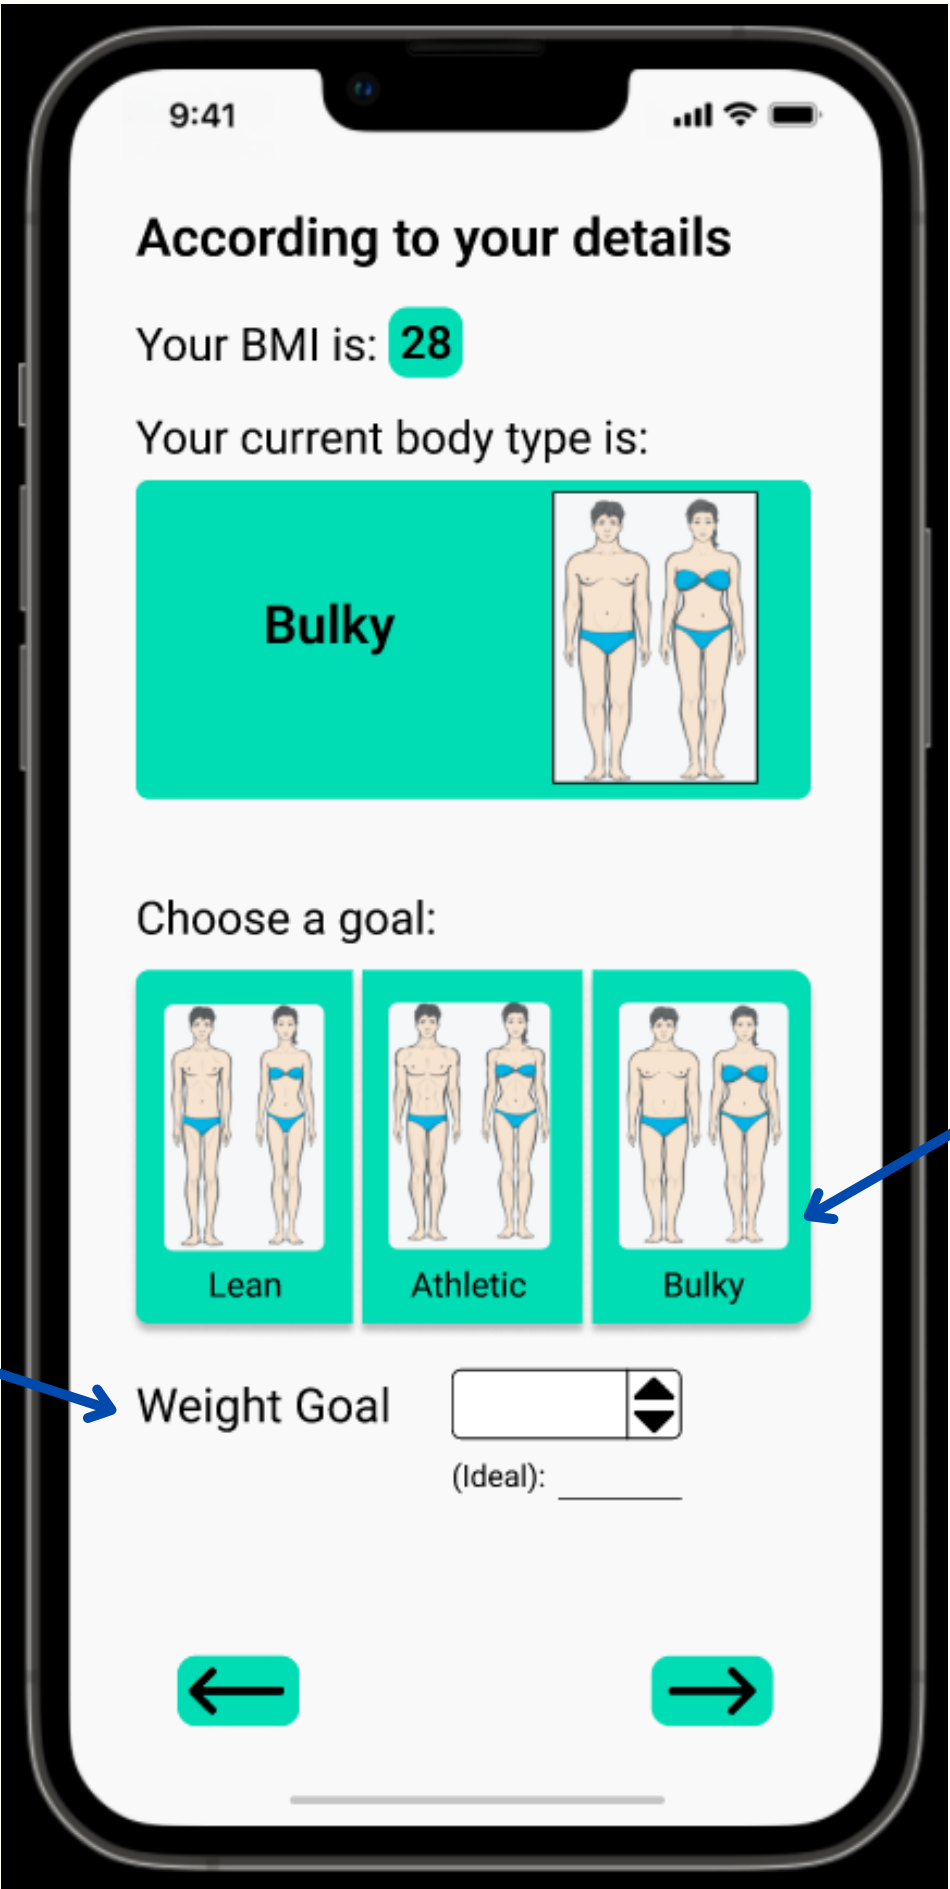 9:41
According to your details
Your BMI is: 28
Your current body type is:
Bulky
Choose a goal:
Lean Athletic Bulky
Weight Goal
(Ideal):